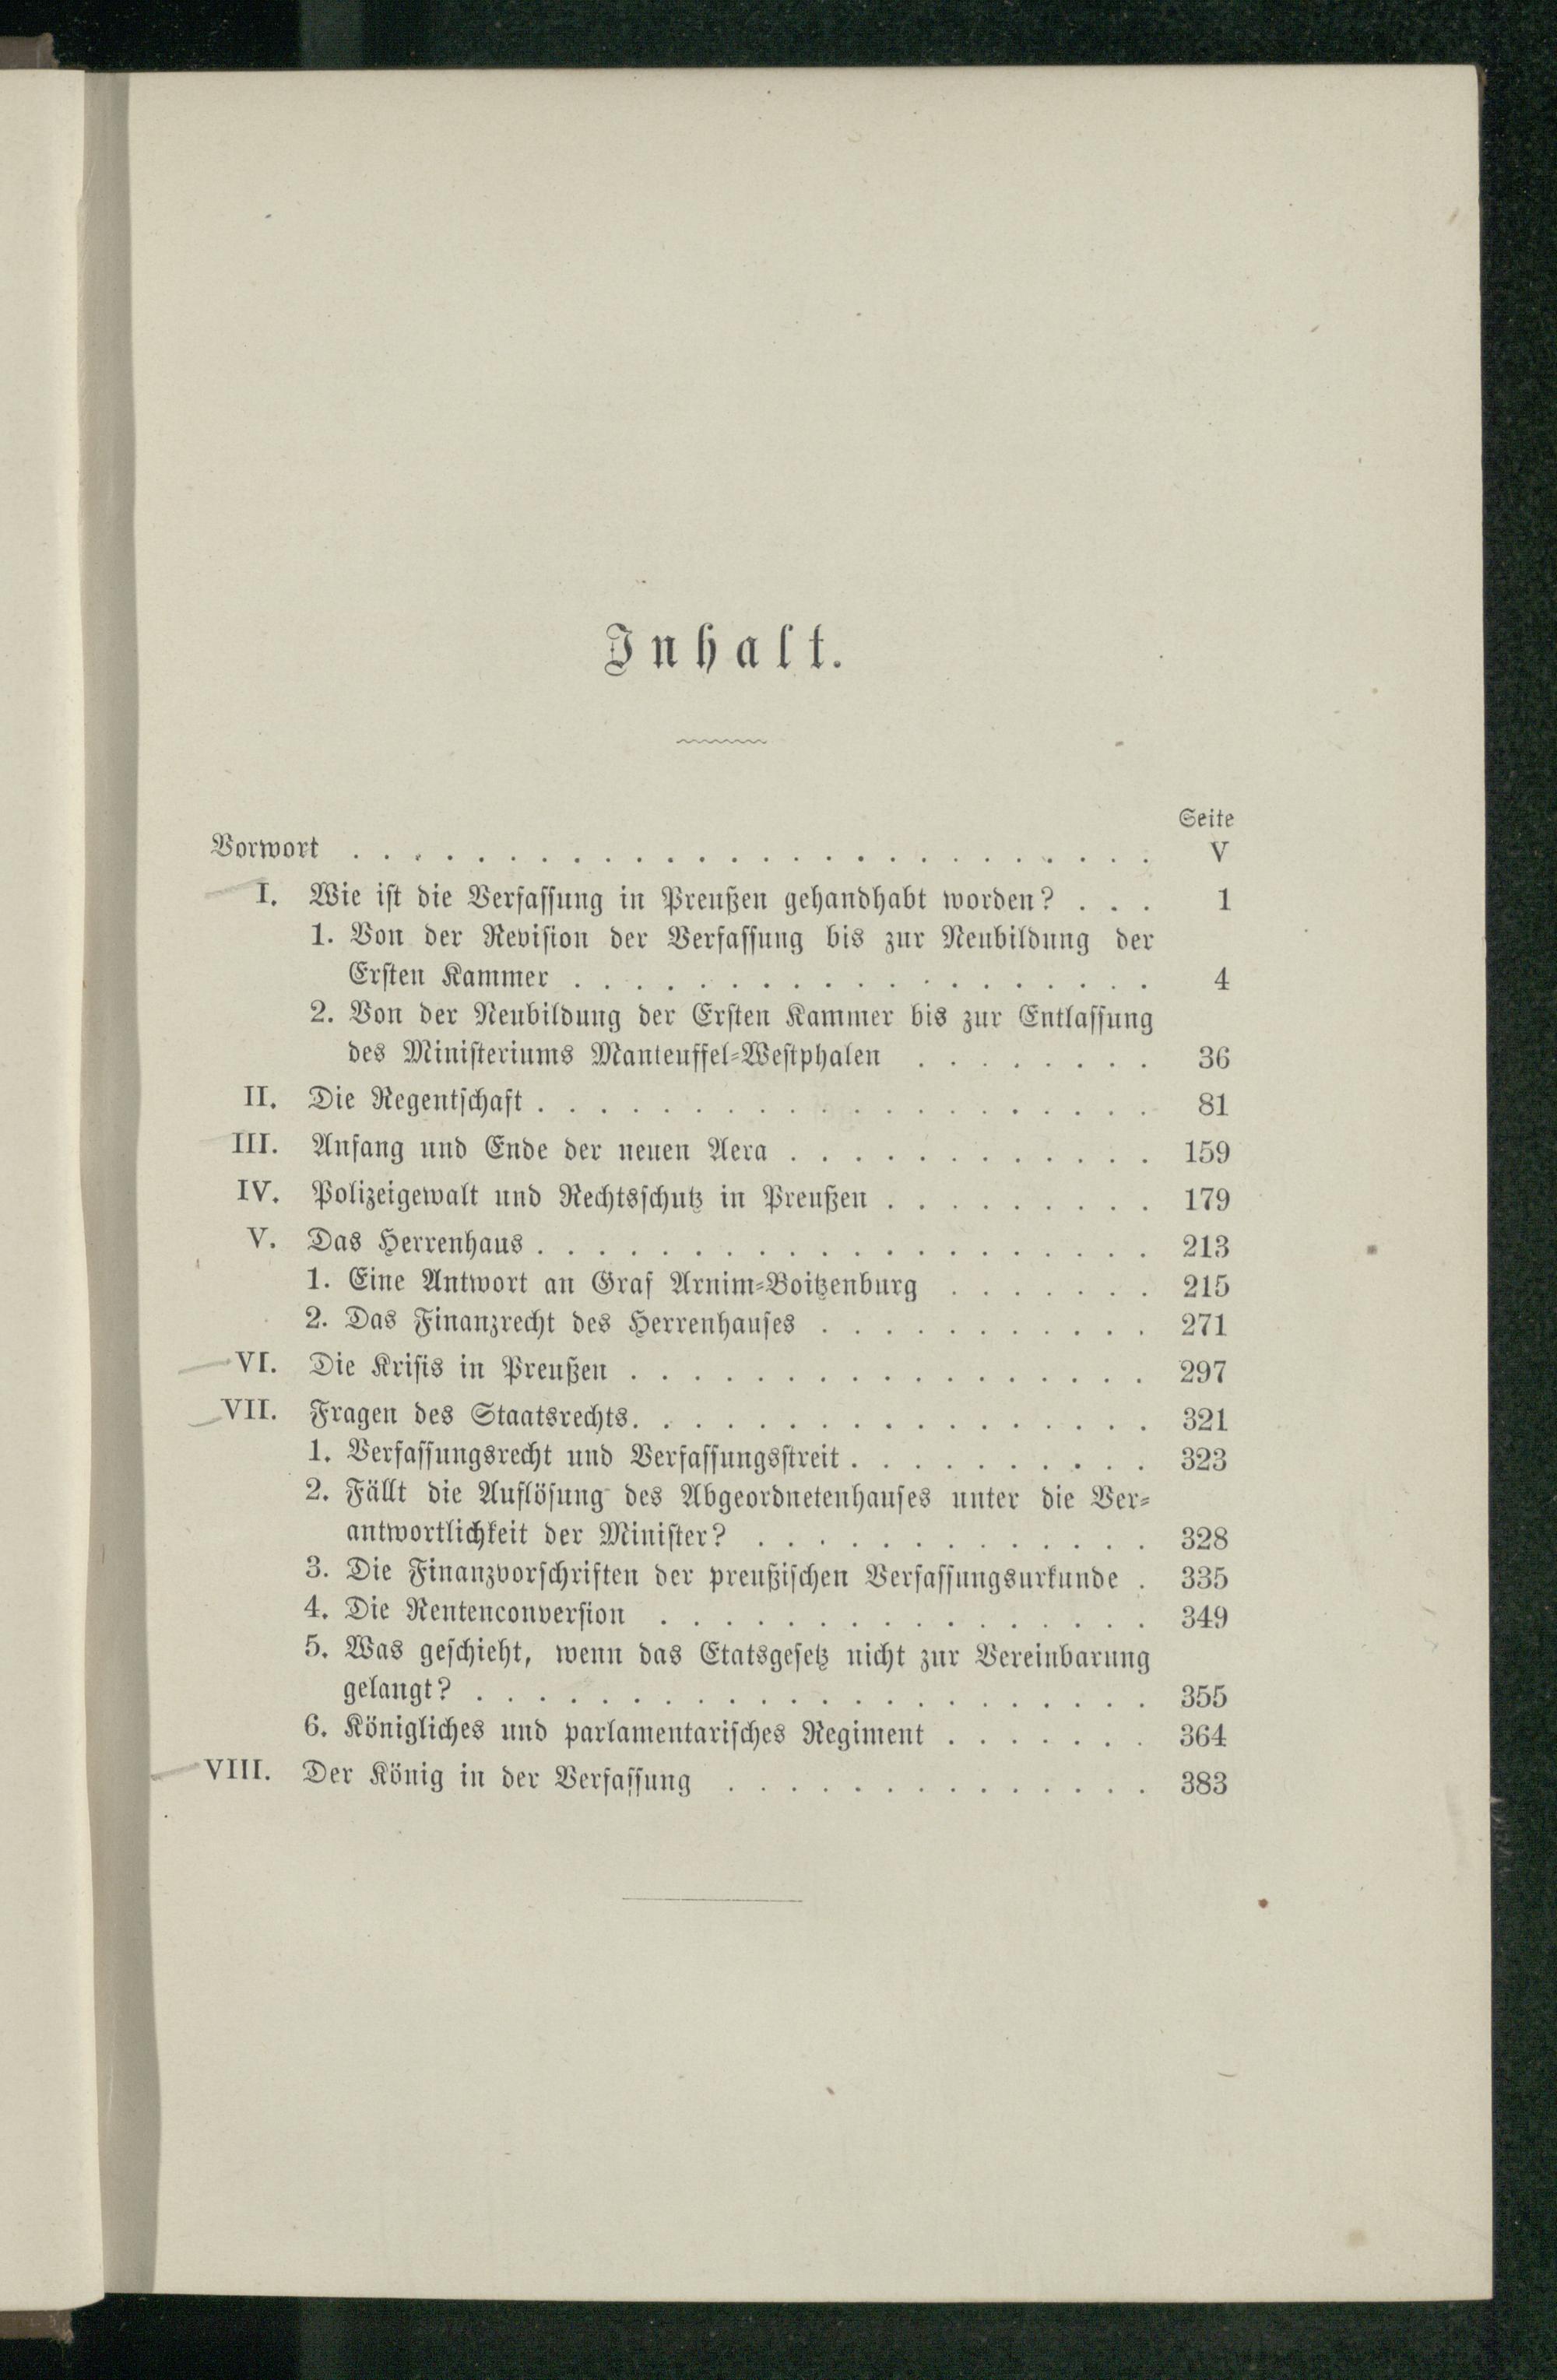 Inhalt.
Seite
Vorwort . . . . . . . . . . . . . . . . . . . . . . . . . . V
I. Wie ist die Verfassung in Preußen gehandhabt worden? . . . 1
1. Von der Revision der Verfassung bis zur Neubildung der
Ersten Kammer . . . . . . . . . . . . . . . . . . . 4
2. Von der Neubildung der Ersten Kammer bis zur Entlassung
des Ministeriums Manteuffel-Westphalen . . . . . . . . 36
II. Die Regentschaft . . . . . . . . . . . . . . . . . . . . 81
III. Anfang und Ende der neuen Aera . . . . . . . . . . . . 159
IV. Polizeigewalt und Rechtsschutz in Preußen . . . . . . . . . 179
V. Das Herrenhaus . . . . . . . . . . . . . . . . . . . . 213
1. Eine Antwort an Graf Arnim-Boitzenburg . . . . . . . 215
2. Das Finanzrecht des Herrenhauses . . . . . . . . . . . 271
VI. Die Krisis in Preußen . . . . . . . . . . . . . . . . . 297
VII. Fragen des Staatsrechts. . . . . . . . . . . . . . . . . 321
1. Verfassungsrecht und Verfassungsstreit . . . . . . . . . . 323
2. Fällt die Auflösung des Abgeordnetenhauses unter die Ver-
antwortlichkeit der Minister? . . . . . . . . . . . . . 328
3. Die Finanzvorschriften der preußischen Verfassungsurkunde . 335
4. Die Rentenconversion . . . . . . . . . . . . . . . . 349
5. Was geschieht, wenn das Etatsgesetz nicht zur Vereinbarung
gelangt? . . . . . . . . . . . . . . . . . . . . . . 355
6. Königliches und parlamentarisches Regiment . . . . . . . 364
VIII. Der König in der Verfassung . . . . . . . . . . . . . . 383